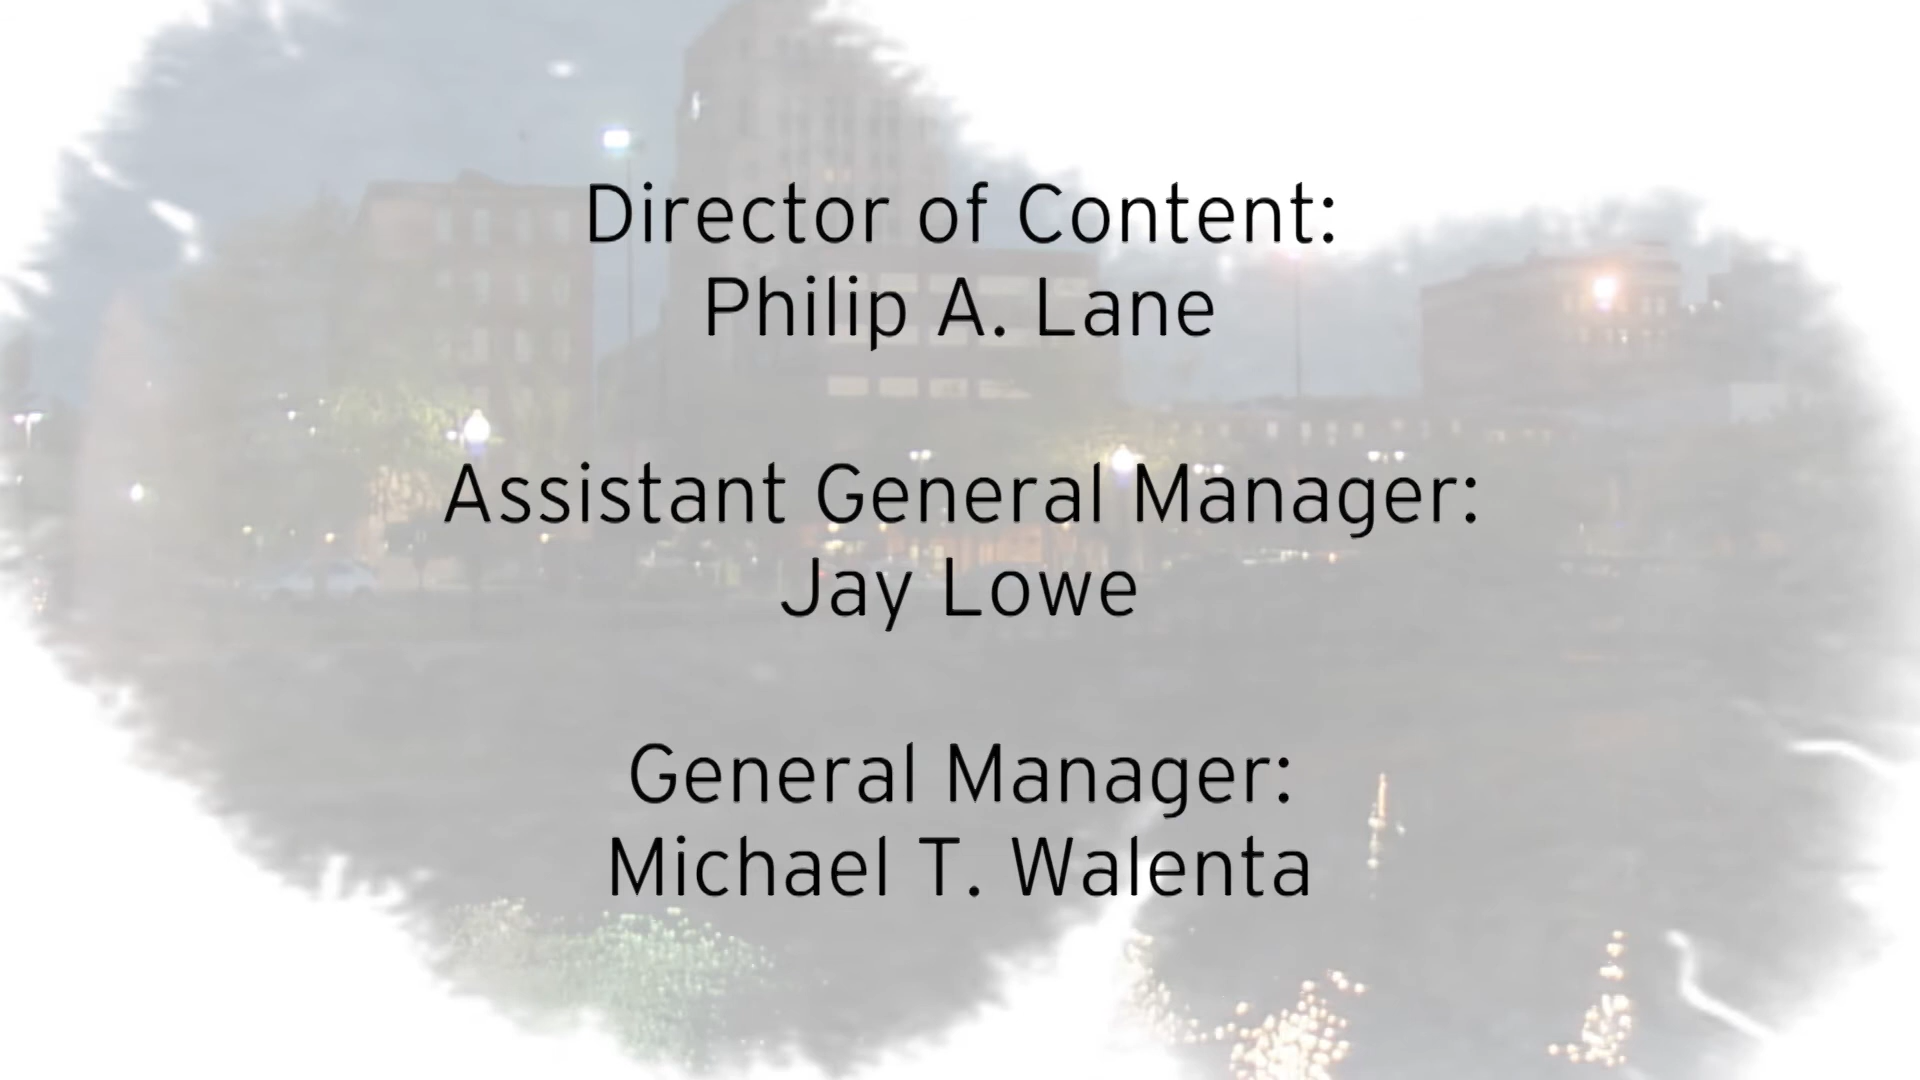 Director of Content:
Philip A. Lane
Assistant General Manager:
Jay Lowe
General Manager:
Michael T. Walenta